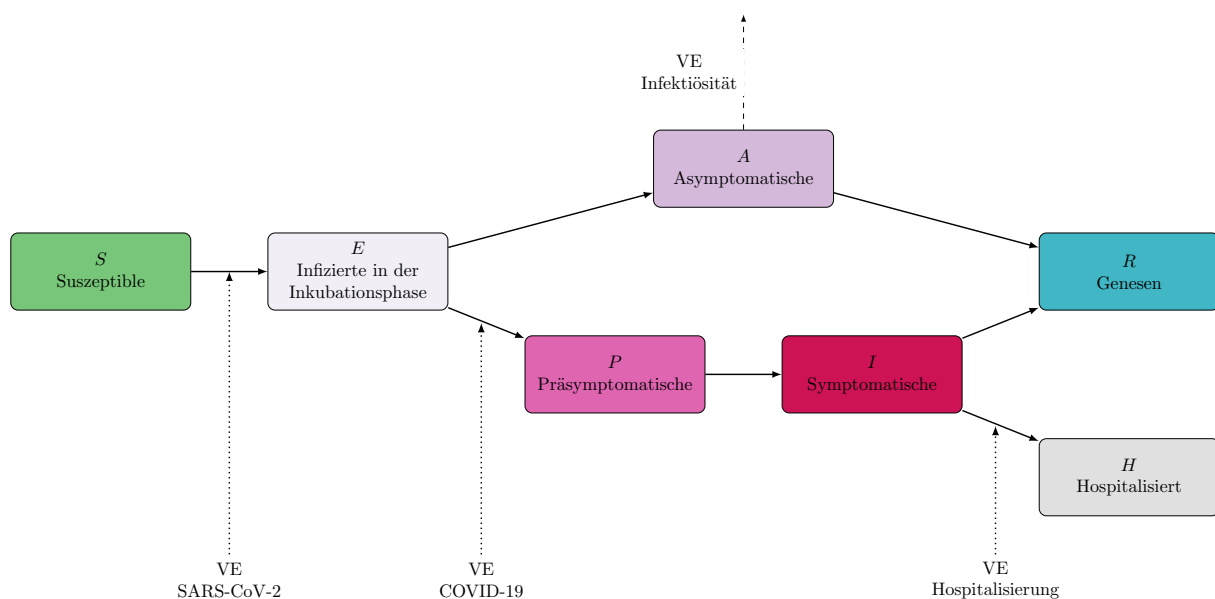 VE
Infektiösität
A
Asymptomatische
S
Suszeptible
E
Infizierte in der
Inkubationsphase
R
Genesen
P
Präsymptomatische
I
Symptomatische
H
Hospitalisiert
VE
SARS-CoV-2
VE
COVID-19
VE
Hospitalisierung